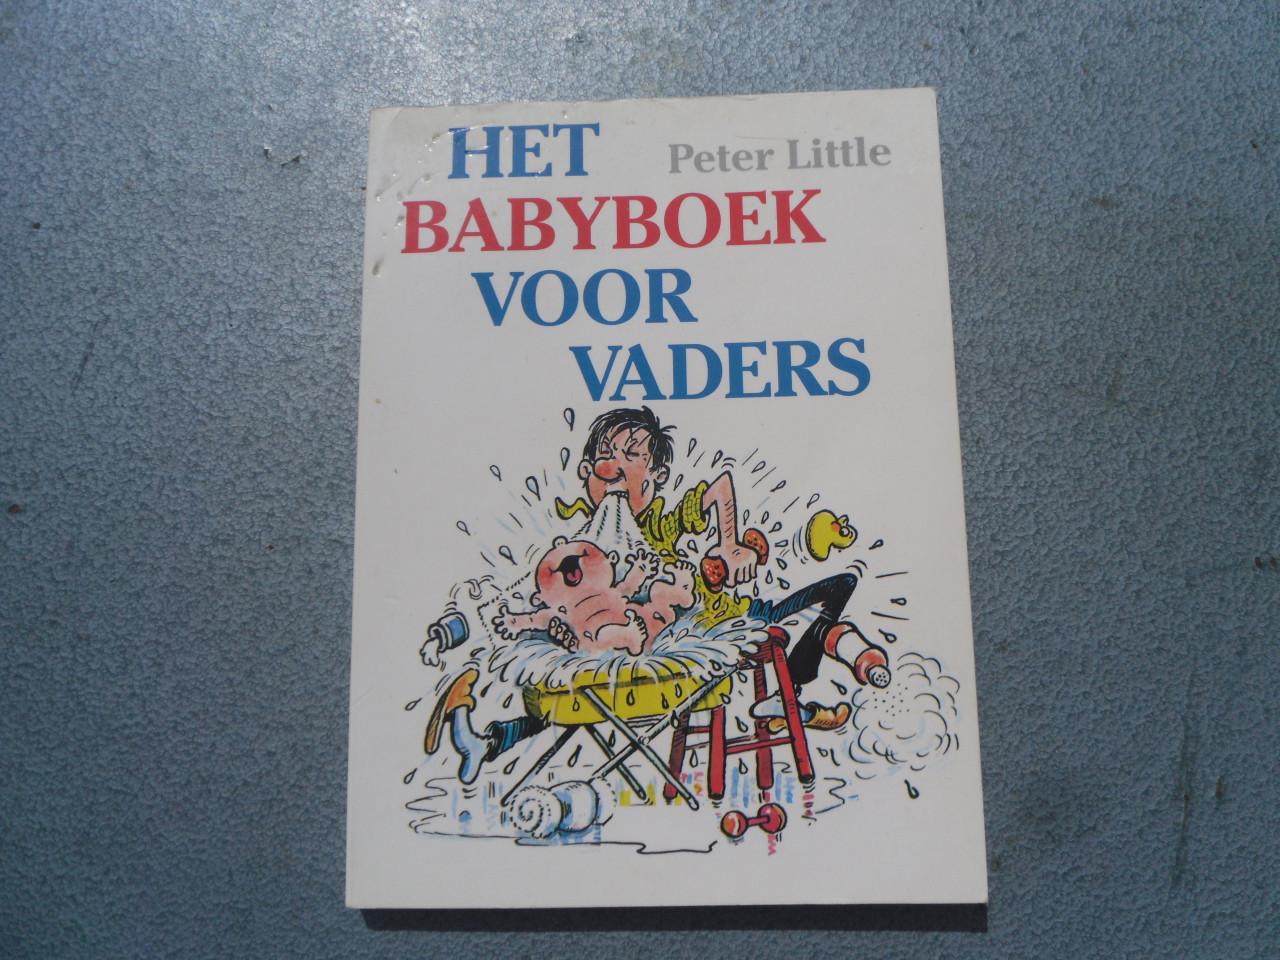 HET
Peter Little
BABYBOEK
VOOR
VADERS